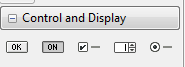 Control and Display
OK ON